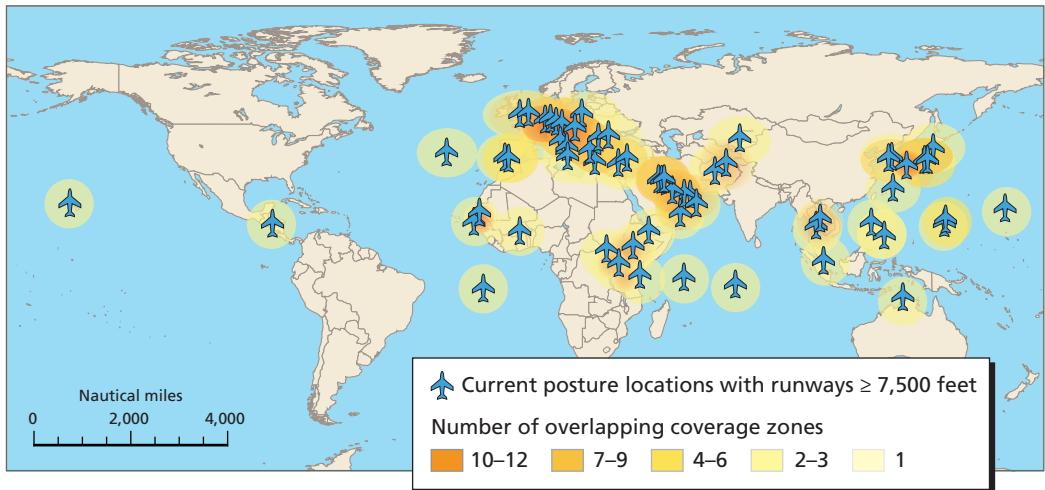 Nautical miles
0 2,000 4,000
Current posture locations with runways ≥ 7,500 feet
Number of overlapping coverage zones
10–12 7–9 4–6 2–3 1